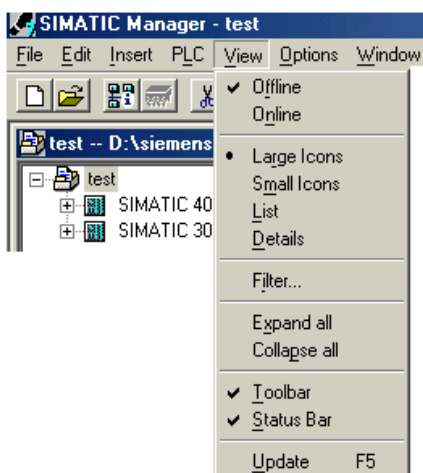 SIMATIC Manager - test
File Edit Insert PLC View Options Window
Offline
Online
test -- D:\siemens
Large Icons
test
Small Icons
SIMATIC 40
List
SIMATIC 30
Details
Filter...
Expand all
Collapse all
Toolbar
Status Bar
Update F5